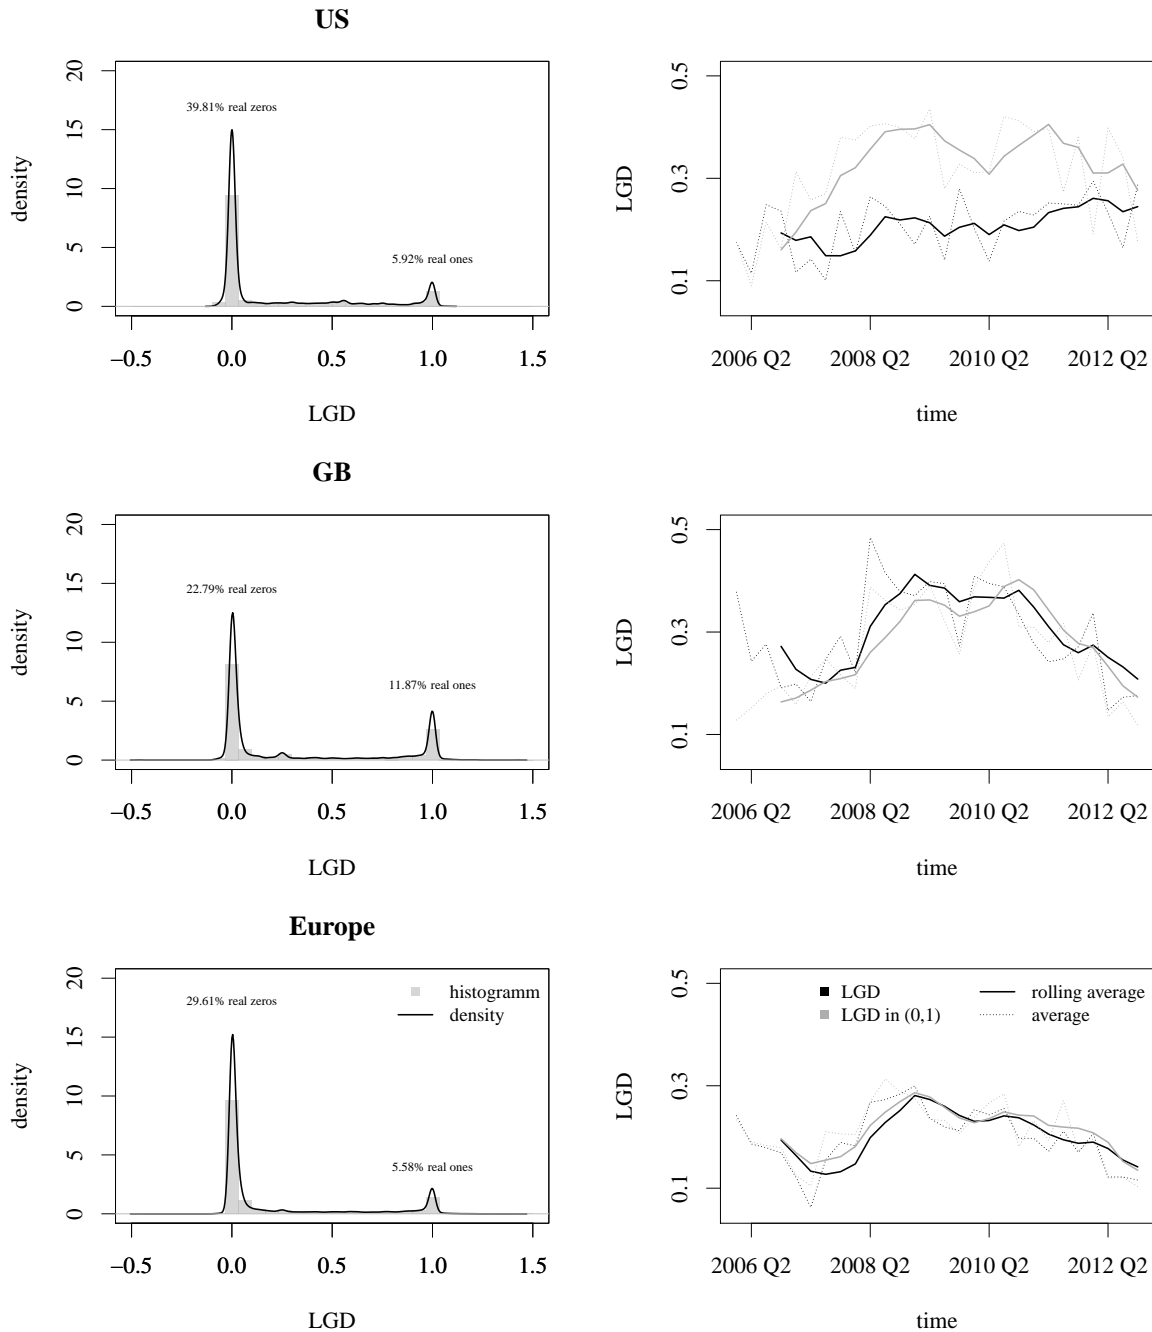 US
density
20
15
10
5
0
39.81% real zeros
5.92% real ones
−0.5 0.0 0.5 1.0 1.5
LGD
LGD
0.5
0.3
0.1
2006 Q2 2008 Q2 2010 Q2 2012 Q2
time
GB
density
20
15
10
5
0
22.79% real zeros
11.87% real ones
−0.5 0.0 0.5 1.0 1.5
LGD
LGD
0.5
0.3
0.1
2006 Q2 2008 Q2 2010 Q2 2012 Q2
time
Europe
density
20
15
10
5
0
29.61% real zeros
histogramm
density
5.58% real ones
−0.5 0.0 0.5 1.0 1.5
LGD
LGD
0.5
0.3
0.1
LGD rolling average
LGD in (0,1) average
2006 Q2 2008 Q2 2010 Q2 2012 Q2
time